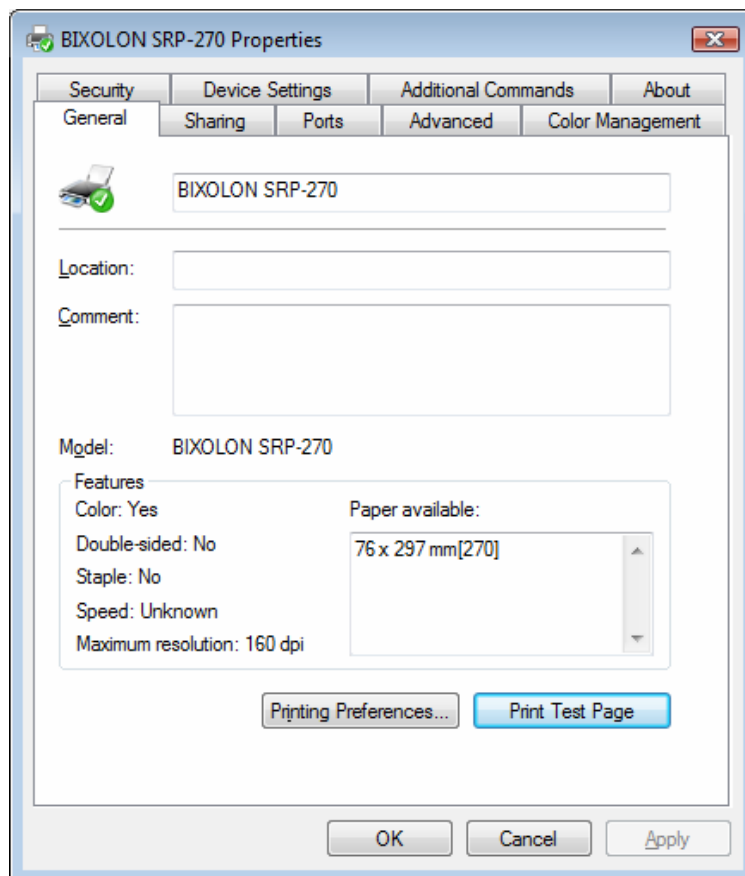 BIXOLON SRP-270 Properties
Security Device Settings Additional Commands About
General Sharing Ports Advanced Color Management
BIXOLON SRP-270
Location:
Comment:
Model: BIXOLON SRP-270
Features
Color: Yes
Paper available:
Double-sided: No
76 x 297 mm[270]
Staple: No
Speed: Unknown
Maximum resolution: 160 dpi
Printing Preferences... Print Test Page
OK Cancel Apply